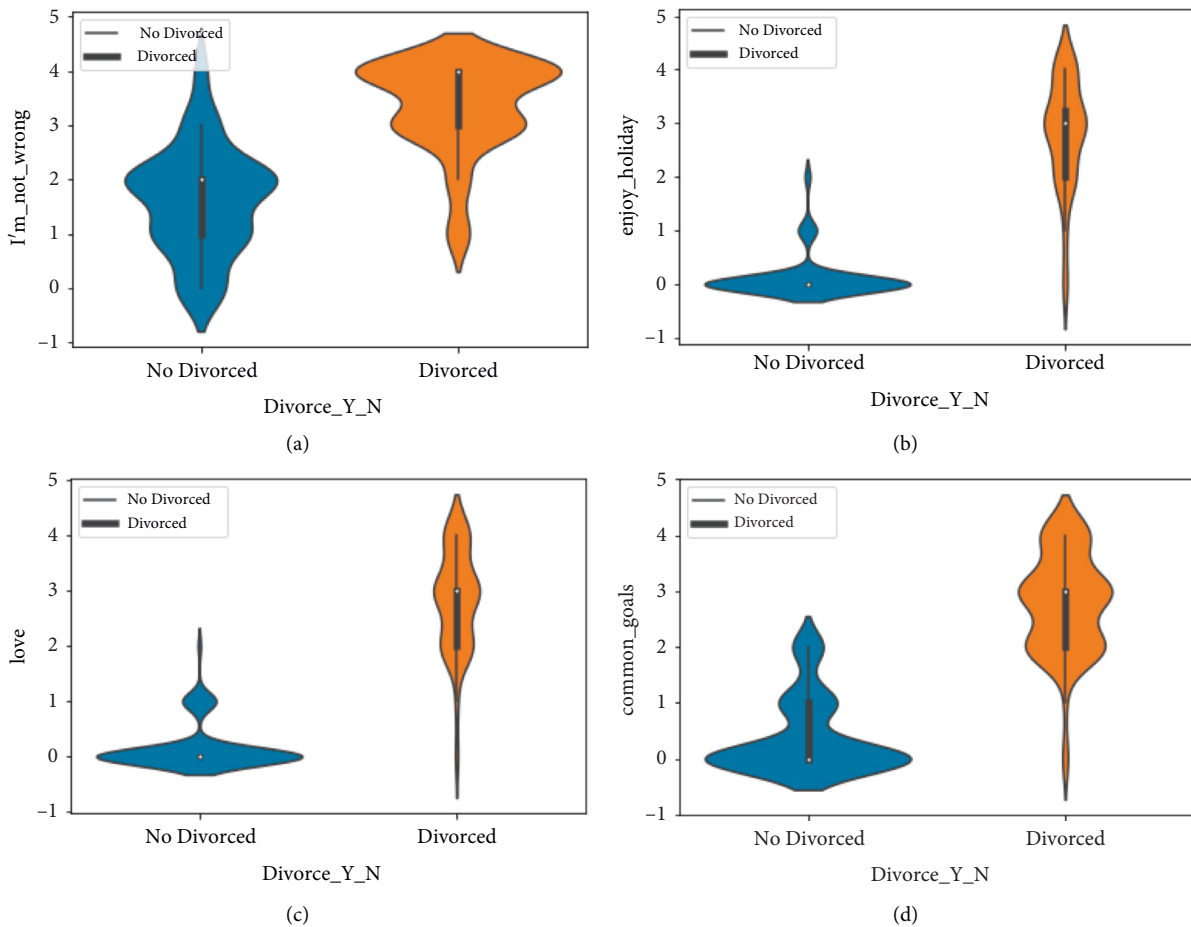 5
4
3
2
1
0
−1
I'm_not_wrong
No Divorced
Divorced
No Divorced
Divorced
Divorce_Y_N
(a)
5
4
3
2
1
0
−1
enjoy_holiday
No Divorced
Divorced
No Divorced
Divorced
Divorce_Y_N
(b)
5
4
3
2
1
0
−1
love
No Divorced
Divorced
No Divorced
Divorced
Divorce_Y_N
(c)
5
4
3
2
1
0
−1
common_goals
No Divorced
Divorced
No Divorced
Divorced
Divorce_Y_N
(d)